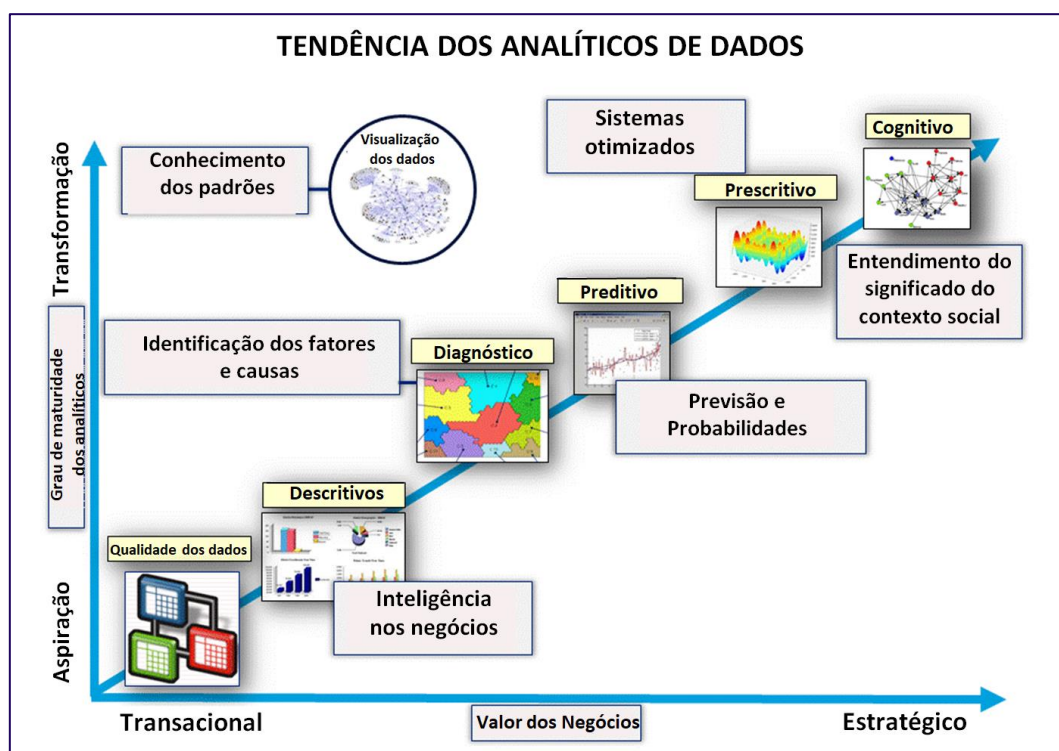 TENDÊNCIA DOS ANALÍTICOS DE DADOS
Transformação
Conhecimento
dos padrões
Visualização
dos dados
Sistemas
otimizados
Cognitivo
Prescritivo
Entendimento do
significado do
contexto social
Preditivo
Grau de maturidade
dos analíticos
Identificação dos fatores
e causas
Diagnóstico
Previsão e
Probabilidades
Descritivos
Qualidade dos dados
Inteligência
nos negócios
Aspiração
Transacional
Valor dos Negócios
Estratégico